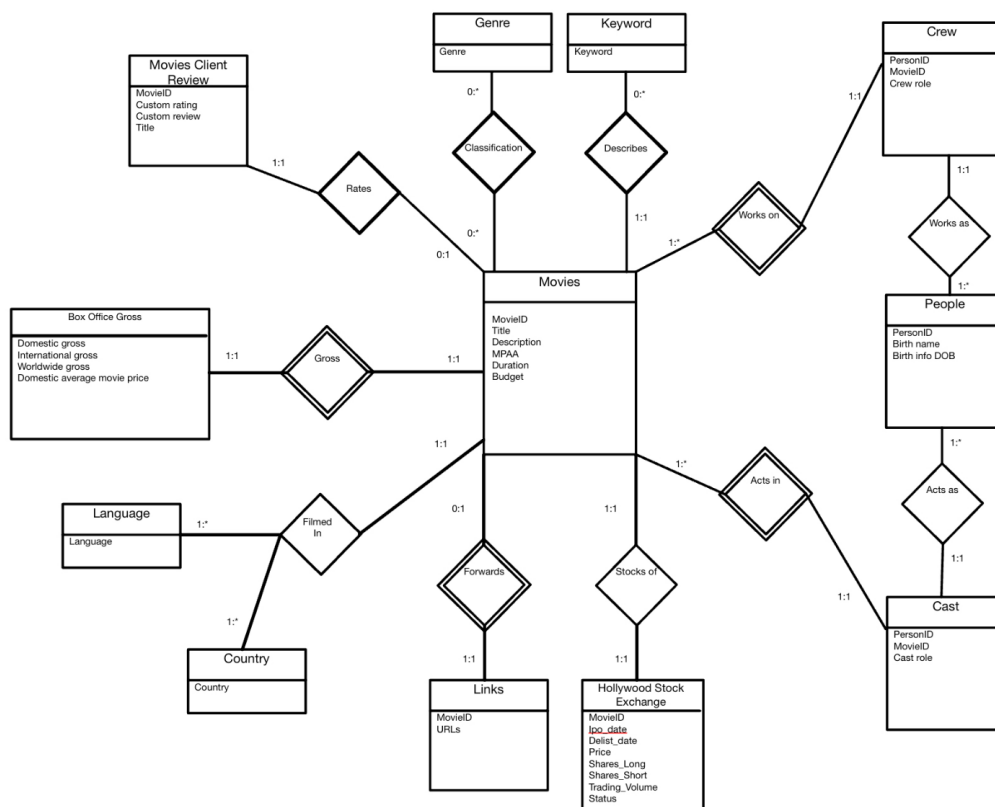 Genre
Genre
Keyword
Keyword
Crew
PersonID
MovieID
Crew role
Movies Client
Review
MovieID
Custom rating
Custom review
Title
0:*
0:*
1:1
1:1
Classification
Describes
1:1
Rates
Works on
Works as
0:*
1:1
1:*
0:1
1:*
Movies
MovieID
Title
Description
MPAA
Duration
Budget
People
PersonID
Birth name
Birth info DOB
Box Office Gross
Domestic gross
International gross
Worldwide gross
Domestic average movie price
1:1
Gross
1:1
1:1
1:*
1:*
Acts in
Acts as
Language
Language
1:*
Filmed
In
0:1
1:1
Forwards
Stocks of
1:1
1:1
1:*
Country
Country
1:1
1:1
Links
MovieID
URLs
Hollywood Stock
Exchange
MovieID
Ipo_date
Delist_date
Price
Shares_Long
Shares_Short
Trading_Volume
Status
Cast
PersonID
MovieID
Cast role